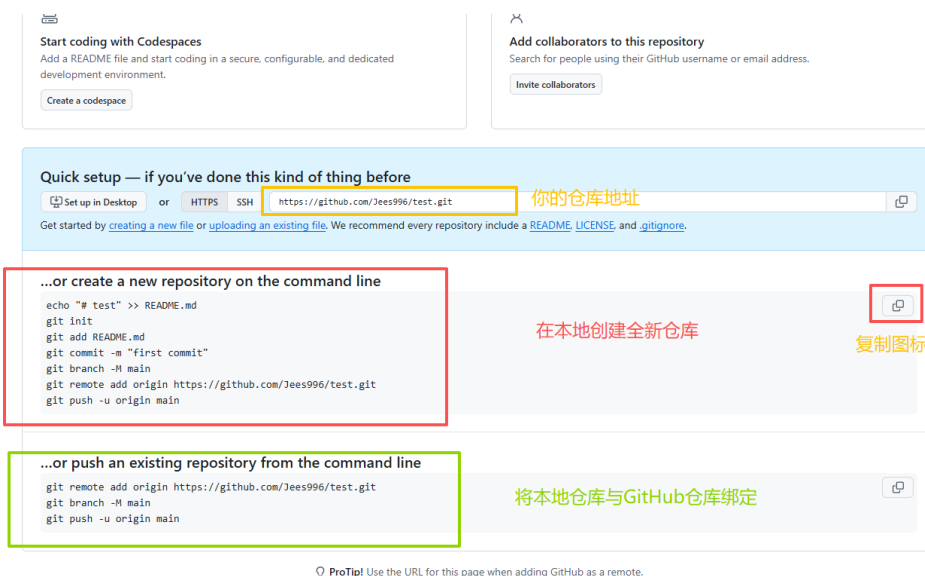 Start coding with Codespaces
Add a README file and start coding in a secure, configurable, and dedicated
development environment.
Create a codespace
Add collaborators to this repository
Search for people using their GitHub username or email address.
Invite collaborators
Quick setup — if you've done this kind of thing before
Set up in Desktop or HTTPS SSH https://github.com/Jees996/test.git 你的仓库地址
Get started by creating a new file or uploading an existing file. We recommend every repository include a README, LICENSE, and .gitignore.
...or create a new repository on the command line
echo "# test" >> README.md
git init
git add README.md
git commit -m "first commit"
git branch -M main
git remote add origin https://github.com/Jees996/test.git
git push -u origin main
在本地创建全新仓库
复制图标
...or push an existing repository from the command line
git remote add origin https://github.com/Jees996/test.git
git branch -M main
git push -u origin main
将本地仓库与GitHub仓库绑定
ProTip! Use the URL for this page when adding GitHub as a remote.